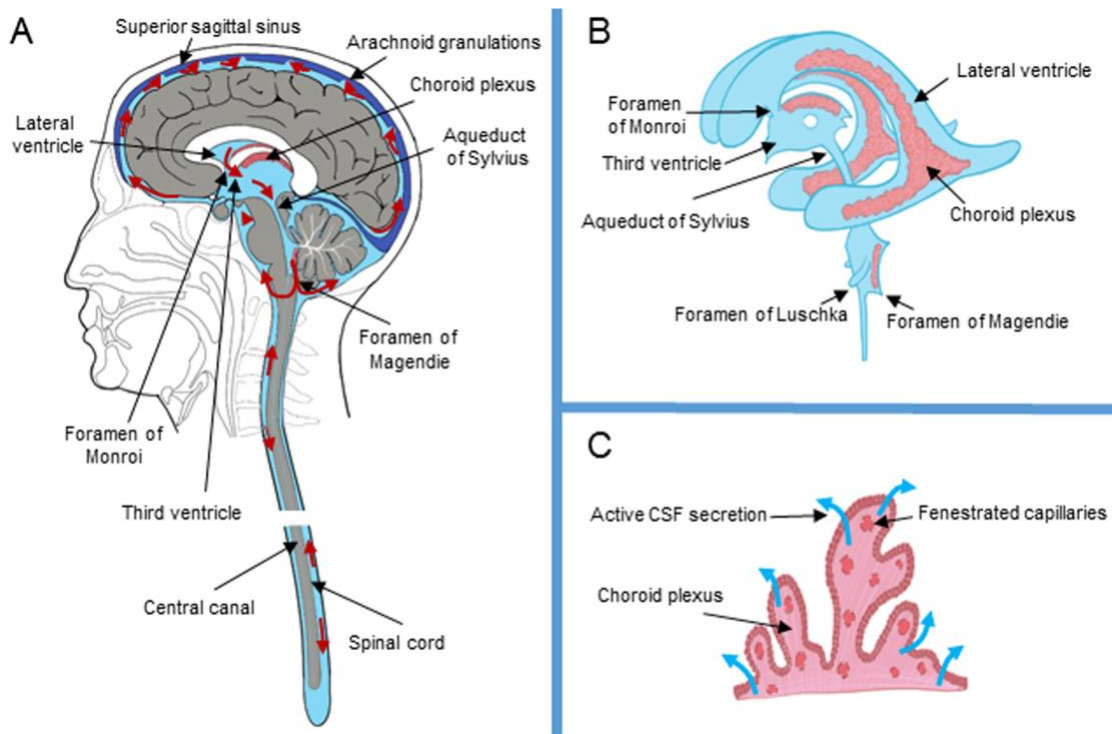 A
Superior sagittal sinus
Arachnoid granulations
Choroid plexus
Lateral
ventricle
Aqueduct
of Sylvius
Foramen of
Magendie
Foramen of
Monroi
Third ventricle
Central canal
Spinal cord
B
Lateral ventricle
Foramen
of Monroi
Third ventricle
Aqueduct of Sylvius
Choroid plexus
Foramen of Luschka
Foramen of Magendie
C
Active CSF secretion
Fenestrated capillaries
Choroid plexus